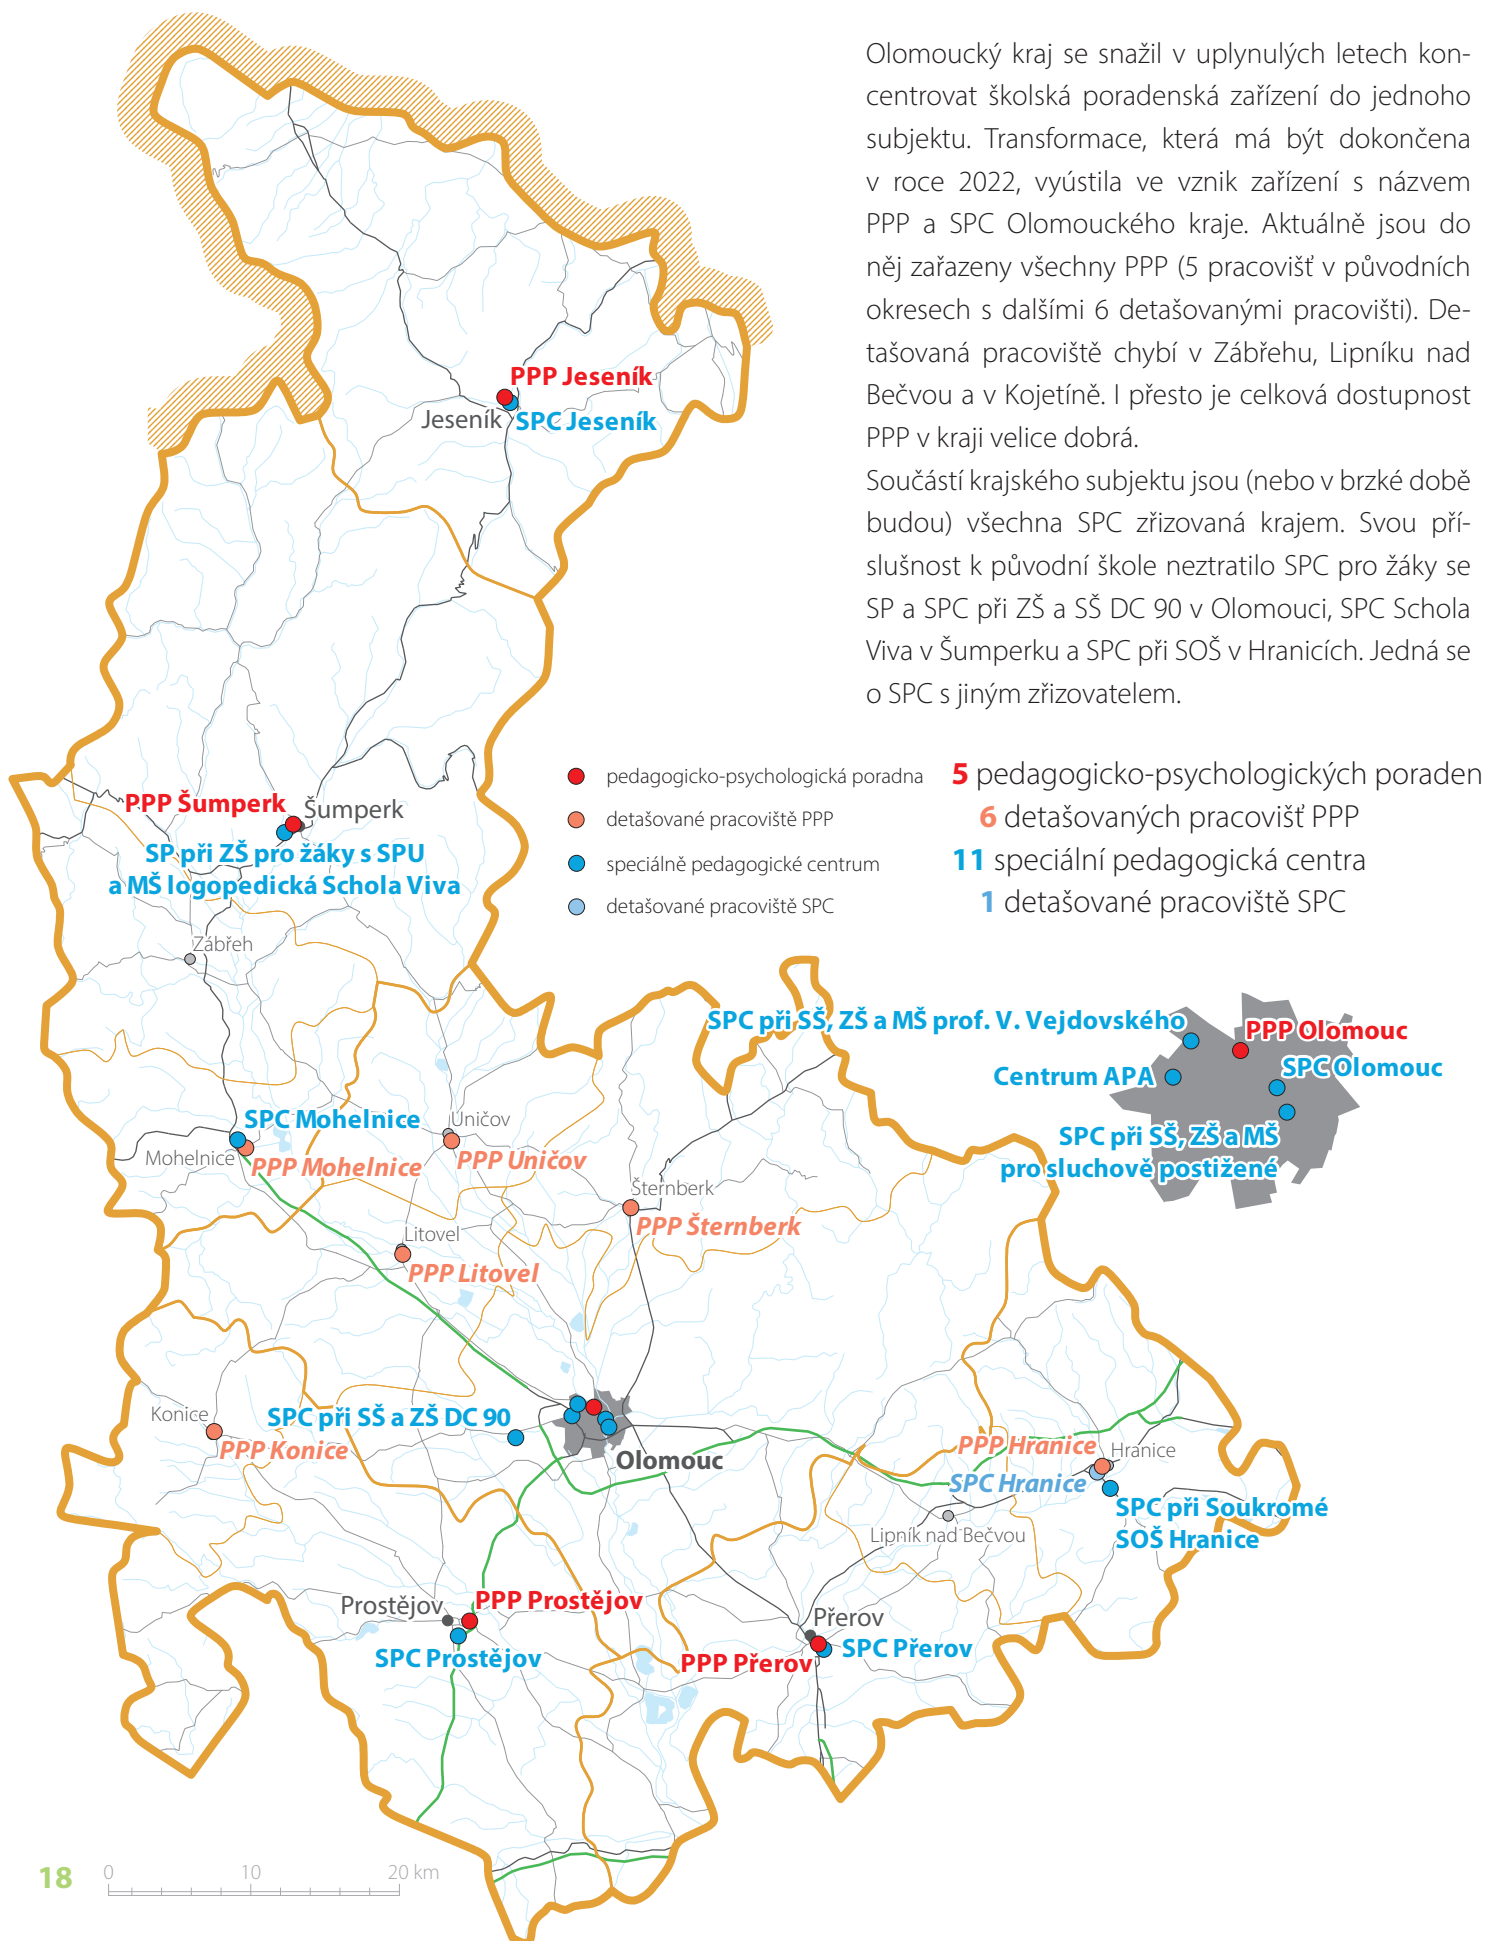 Olomoucký kraj se snažil v uplynulých letech kon-
centrovat školská poradenská zařízení do jednoho
subjektu. Transformace, která má být dokončena
v roce 2022, vyústila ve vznik zařízení s názvem
PPP a SPC Olomouckého kraje. Aktuálně jsou do
něj zařazeny všechny PPP (5 pracovišť v původních
okresech s dalšími 6 detašovanými pracovišti). De-
tašovaná pracoviště chybí v Zábřehu, Lipníku nad
Bečvou a v Kojetíně. I přesto je celková dostupnost
PPP v kraji velice dobrá.
Součástí krajského subjektu jsou (nebo v brzké době
budou) všechna SPC zřizovaná krajem. Svou pří-
slušnost k původní škole neztratilo SPC pro žáky se
SP a SPC při ZŠ a SŠ DC 90 v Olomouci, SPC Schola
Viva v Šumperku a SPC při SOŠ v Hranicích. Jedná se
o SPC s jiným zřizovatelem.
PPP Jeseník
Jeseník
SPC Jeseník
pedagogicko-psychologická poradna
detašované pracoviště PPP
speciálně pedagogické centrum
detašované pracoviště SPC
5 pedagogicko-psychologických poraden
6 detašovaných pracovišť PPP
11 speciální pedagogická centra
1 detašované pracoviště SPC
PPP Šumperk
Šumperk
SP při ZŠ pro žáky s SPU
a MŠ logopedická Schola Viva
Zábřeh
SPC při SŠ, ZŠ a MŠ prof. V. Vejdovského
PPP Olomouc
SPC Olomouc
Centrum APA
SPC při SŠ, ZŠ a MŠ
pro sluchově postižené
SPC Mohelnice
Mohelnice
PPP Mohelnice
Uničov
PPP Uničov
Šternberk
PPP Šternberk
Litovel
PPP Litovel
Konice
PPP Konice
SPC při SŠ a ZŠ DC 90
Olomouc
PPP Hranice
Hranice
SPC Hranice
SPC při Soukromé
SOŠ Hranice
Lipník nad Bečvou
Prostějov
PPP Prostějov
SPC Prostějov
Přerov
SPC Přerov
PPP Přerov
18
0 10 20 km